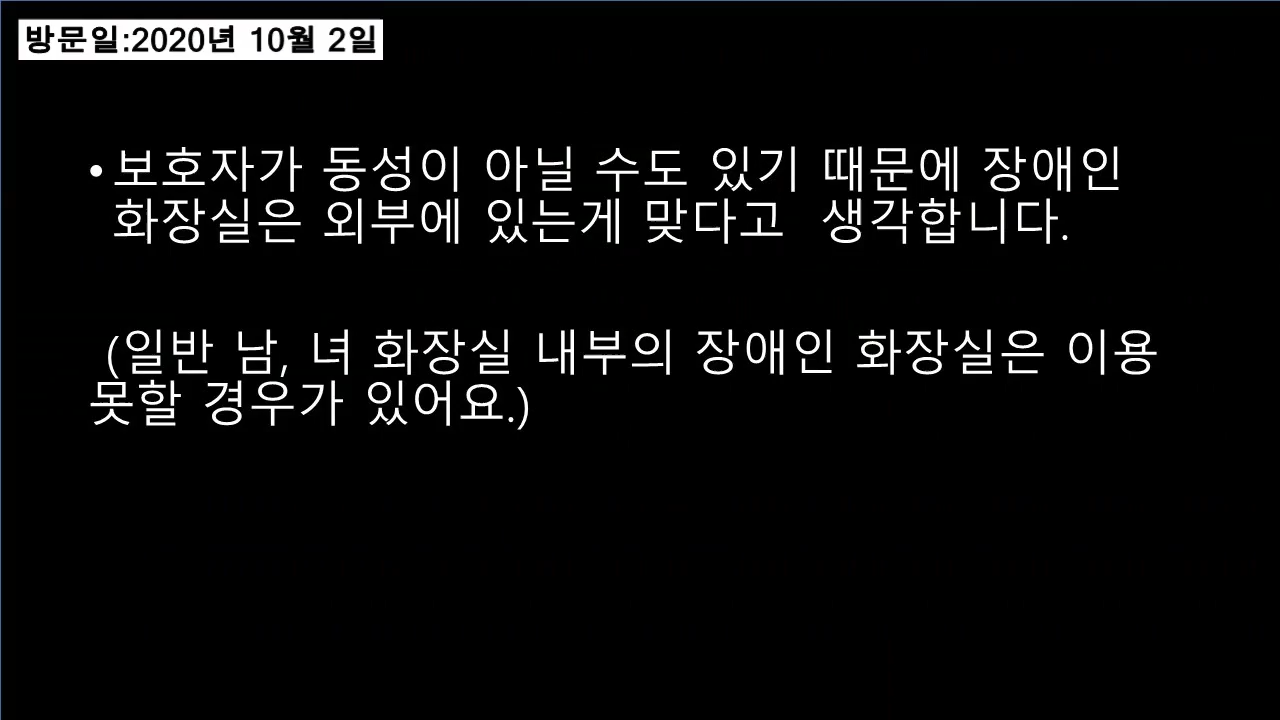 방문일:2020년 10월 2일
• 보호자가 동성이 아닐 수도 있기 때문에 장애인
화장실은 외부에 있는게 맞다고 생각합니다.
(일반 남, 녀 화장실 내부의 장애인 화장실은 이용
못할 경우가 있어요.)